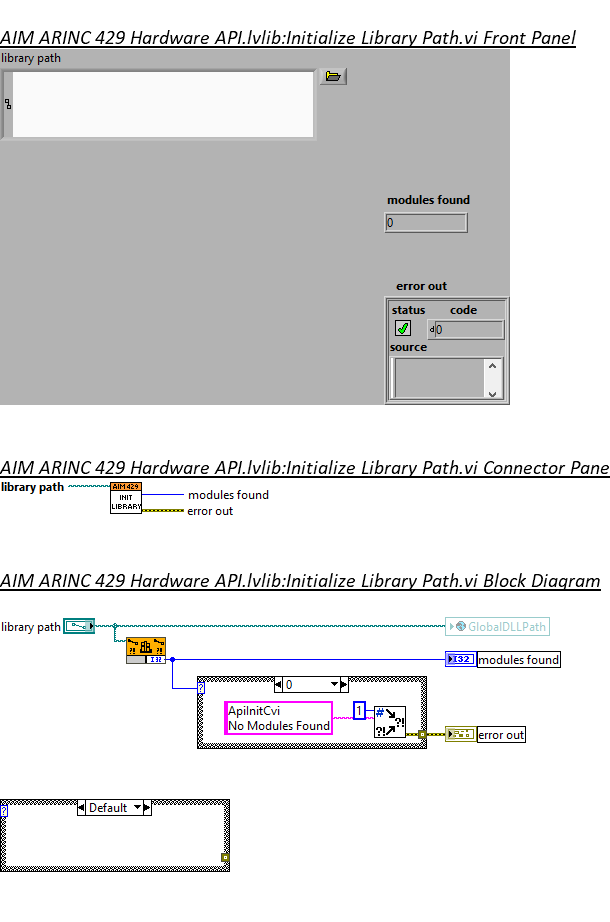 AIM ARINC 429 Hardware API.lvlib:Initialize Library Path.vi Front Panel
library path
modules found
0
error out
status code
d0
source
AIM ARINC 429 Hardware API.lvlib:Initialize Library Path.vi Connector Pane
library path
AIM 429
INIT
LIBRARY
modules found
error out
AIM ARINC 429 Hardware API.lvlib:Initialize Library Path.vi Block Diagram
library path
GlobalDLLPath
?! ?!
I32
I32 modules found
? 0
ApiInitCvi
No Modules Found
1
# ?!
?!
error out
? Default